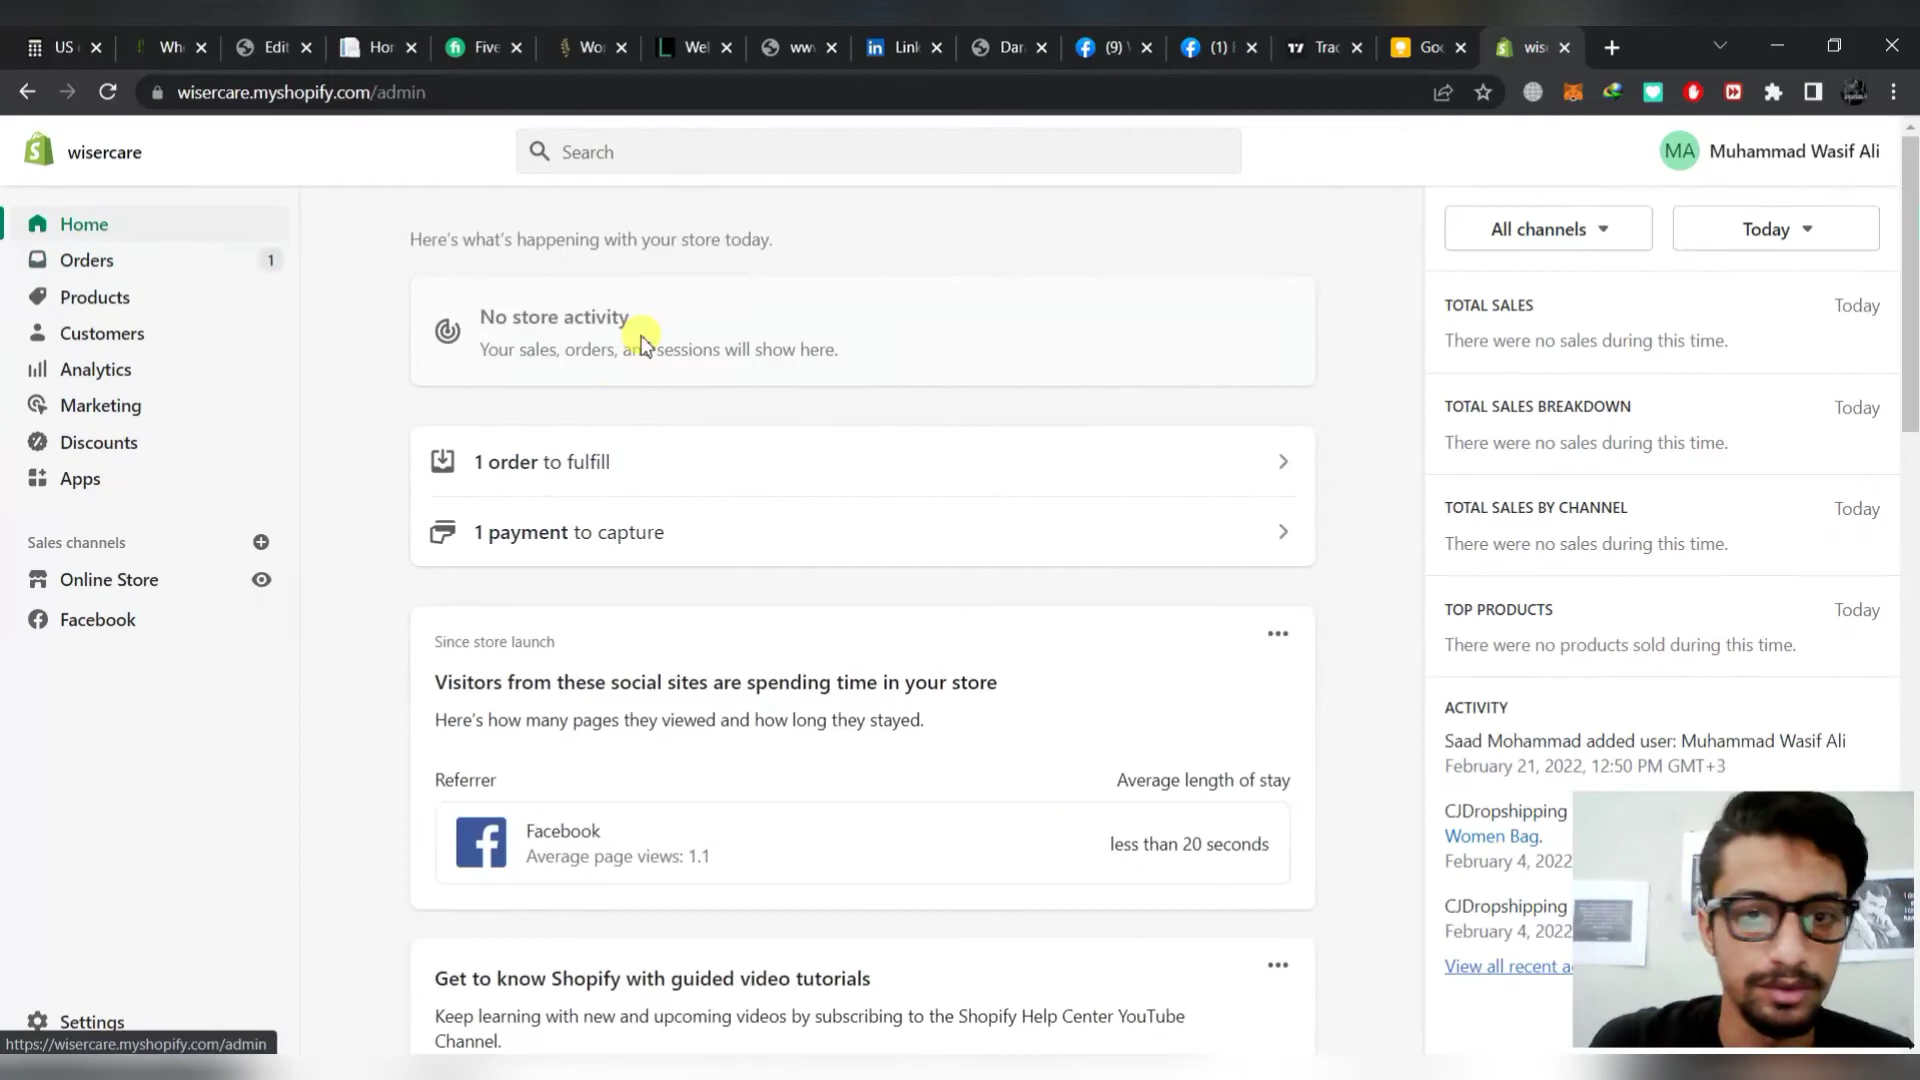 US
Wh
Edit
Hor
Five
Wo
Wel
ww
Link
Dar
(9)
(1)
Trac
Goo
wis
wisercare.myshopify.com/admin
wisercare
Search
MA
Muhammad Wasif Ali
Home
Orders
1
Products
Customers
Analytics
Marketing
Discounts
Apps
Sales channels
Online Store
Facebook
Settings
https://wisercare.myshopify.com/admin
Here's what's happening with your store today.
No store activity
Your sales, orders, and sessions will show here.
1 order to fulfill
1 payment to capture
Since store launch
Visitors from these social sites are spending time in your store
Here's how many pages they viewed and how long they stayed.
Referrer
Average length of stay
Facebook
Average page views: 1.1
less than 20 seconds
Get to know Shopify with guided video tutorials
Keep learning with new and upcoming videos by subscribing to the Shopify Help Center YouTube
Channel.
All channels
Today
TOTAL SALES
Today
There were no sales during this time.
TOTAL SALES BREAKDOWN
Today
There were no sales during this time.
TOTAL SALES BY CHANNEL
Today
There were no sales during this time.
TOP PRODUCTS
Today
There were no products sold during this time.
ACTIVITY
Saad Mohammad added user: Muhammad Wasif Ali
February 21, 2022, 12:50 PM GMT+3
CJDropshipping
Women Bag.
February 4, 2022
CJDropshipping
February 4, 2022
View all recent a